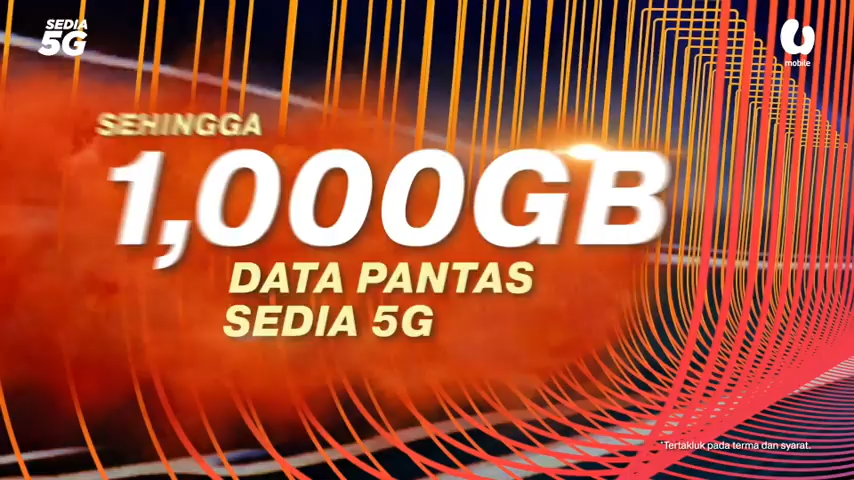 SEDIA
5G
U
mobile
SEHINGGA
1,000GB
DATA PANTAS
SEDIA 5G
*Tertakluk pada terma dan syarat.